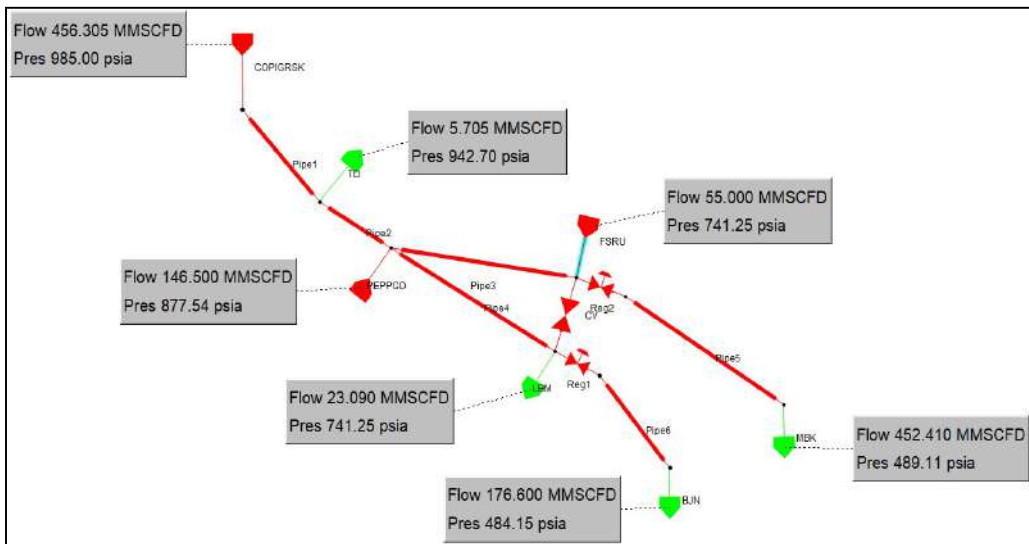 Flow 456.305 MMSCFD
Pres 985.00 psia
COPIGRSK
Flow 5.705 MMSCFD
Pres 942.70 psia
Pipe1
Flow 55.000 MMSCFD
Pres 741.25 psia
Pipe2
FSRU
Flow 146.500 MMSCFD
Pres 877.54 psia
PEPPGD
Pipe3
Pipe4
Reg2
CV
Pipe5
Flow 23.090 MMSCFD
Pres 741.25 psia
Reg1
Pipe6
MBK
Flow 452.410 MMSCFD
Pres 489.11 psia
Flow 176.600 MMSCFD
Pres 484.15 psia
BJN